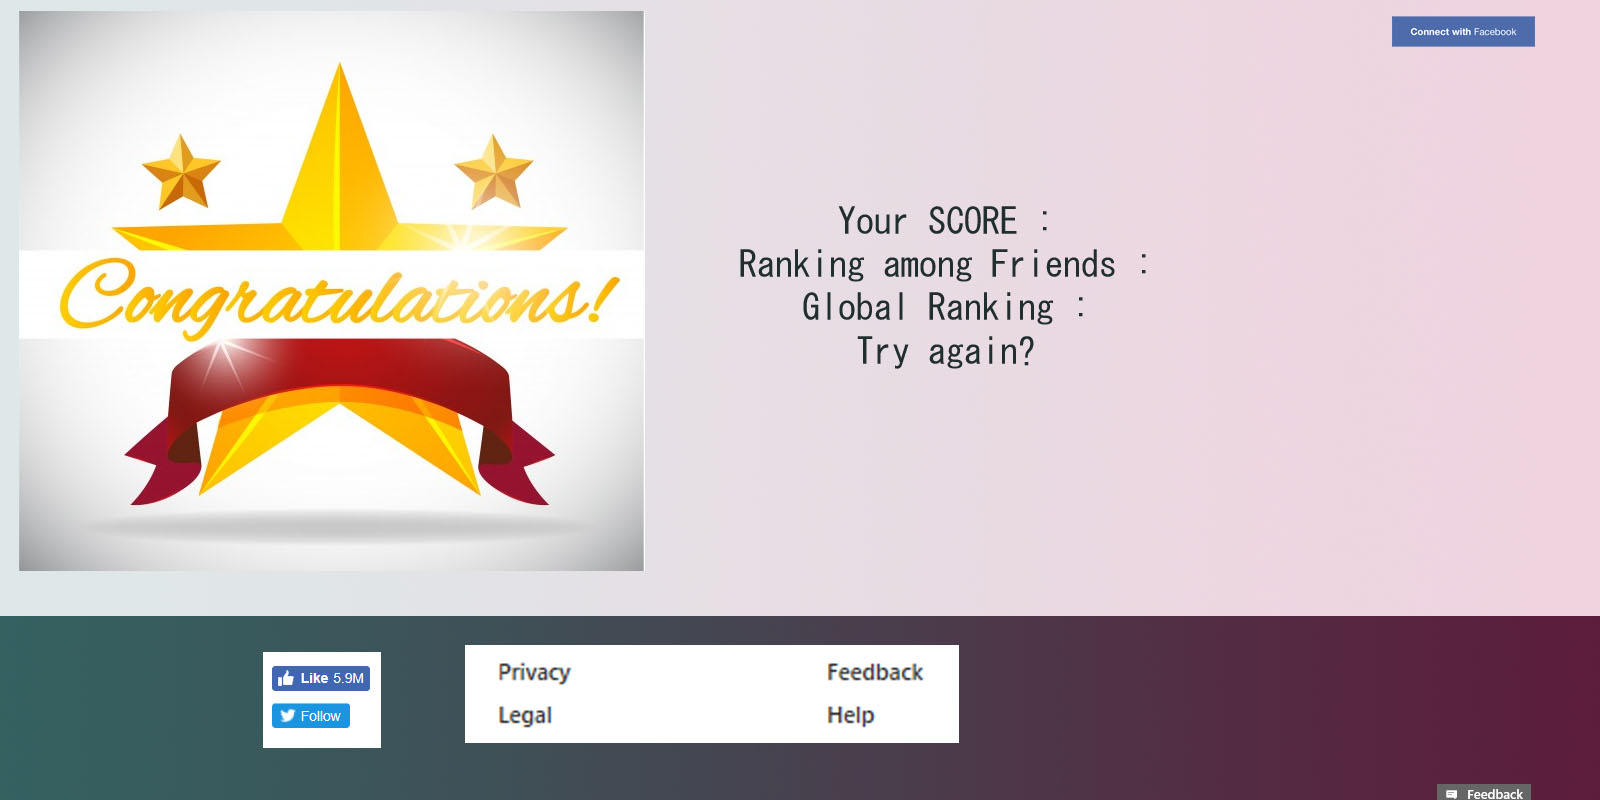 Connect with Facebook
Congratulations!
Your SCORE :
Ranking among Friends :
Global Ranking :
Try again?
Like 5.9M
Follow
Privacy
Feedback
Legal
Help
Feedback